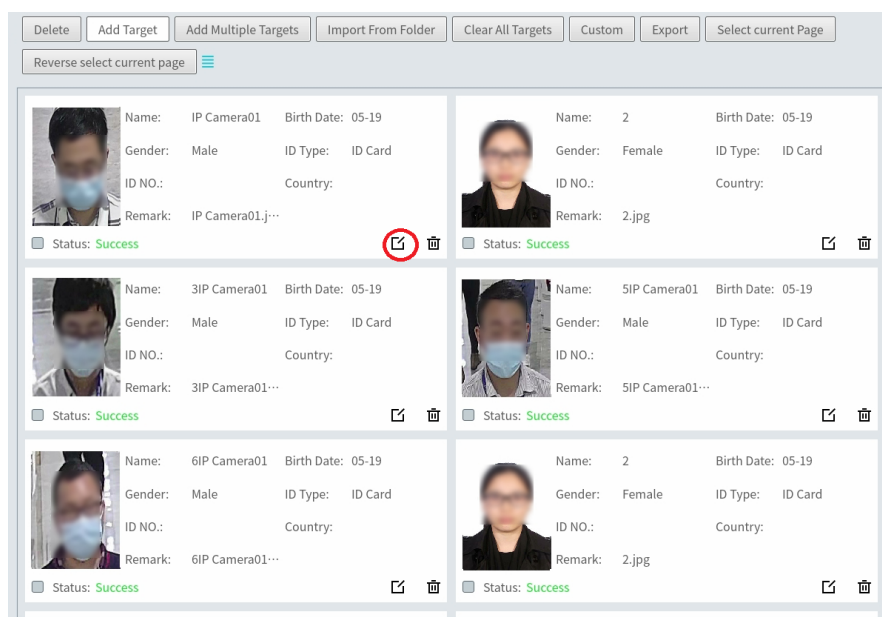 Delete Add Target Add Multiple Targets Import From Folder Clear All Targets Custom Export Select current Page
Reverse select current page
Name: IP Camera01 Birth Date: 05-19
Gender: Male ID Type: ID Card
ID NO.: Country:
Remark: IP Camera01.j···
Status: Success
Name: 2 Birth Date: 05-19
Gender: Female ID Type: ID Card
ID NO.: Country:
Remark: 2.jpg
Status: Success
Name: 3IP Camera01 Birth Date: 05-19
Gender: Male ID Type: ID Card
ID NO.: Country:
Remark: 3IP Camera01···
Status: Success
Name: 5IP Camera01 Birth Date: 05-19
Gender: Male ID Type: ID Card
ID NO.: Country:
Remark: 5IP Camera01···
Status: Success
Name: 6IP Camera01 Birth Date: 05-19
Gender: Male ID Type: ID Card
ID NO.: Country:
Remark: 6IP Camera01···
Status: Success
Name: 2 Birth Date: 05-19
Gender: Female ID Type: ID Card
ID NO.: Country:
Remark: 2.jpg
Status: Success